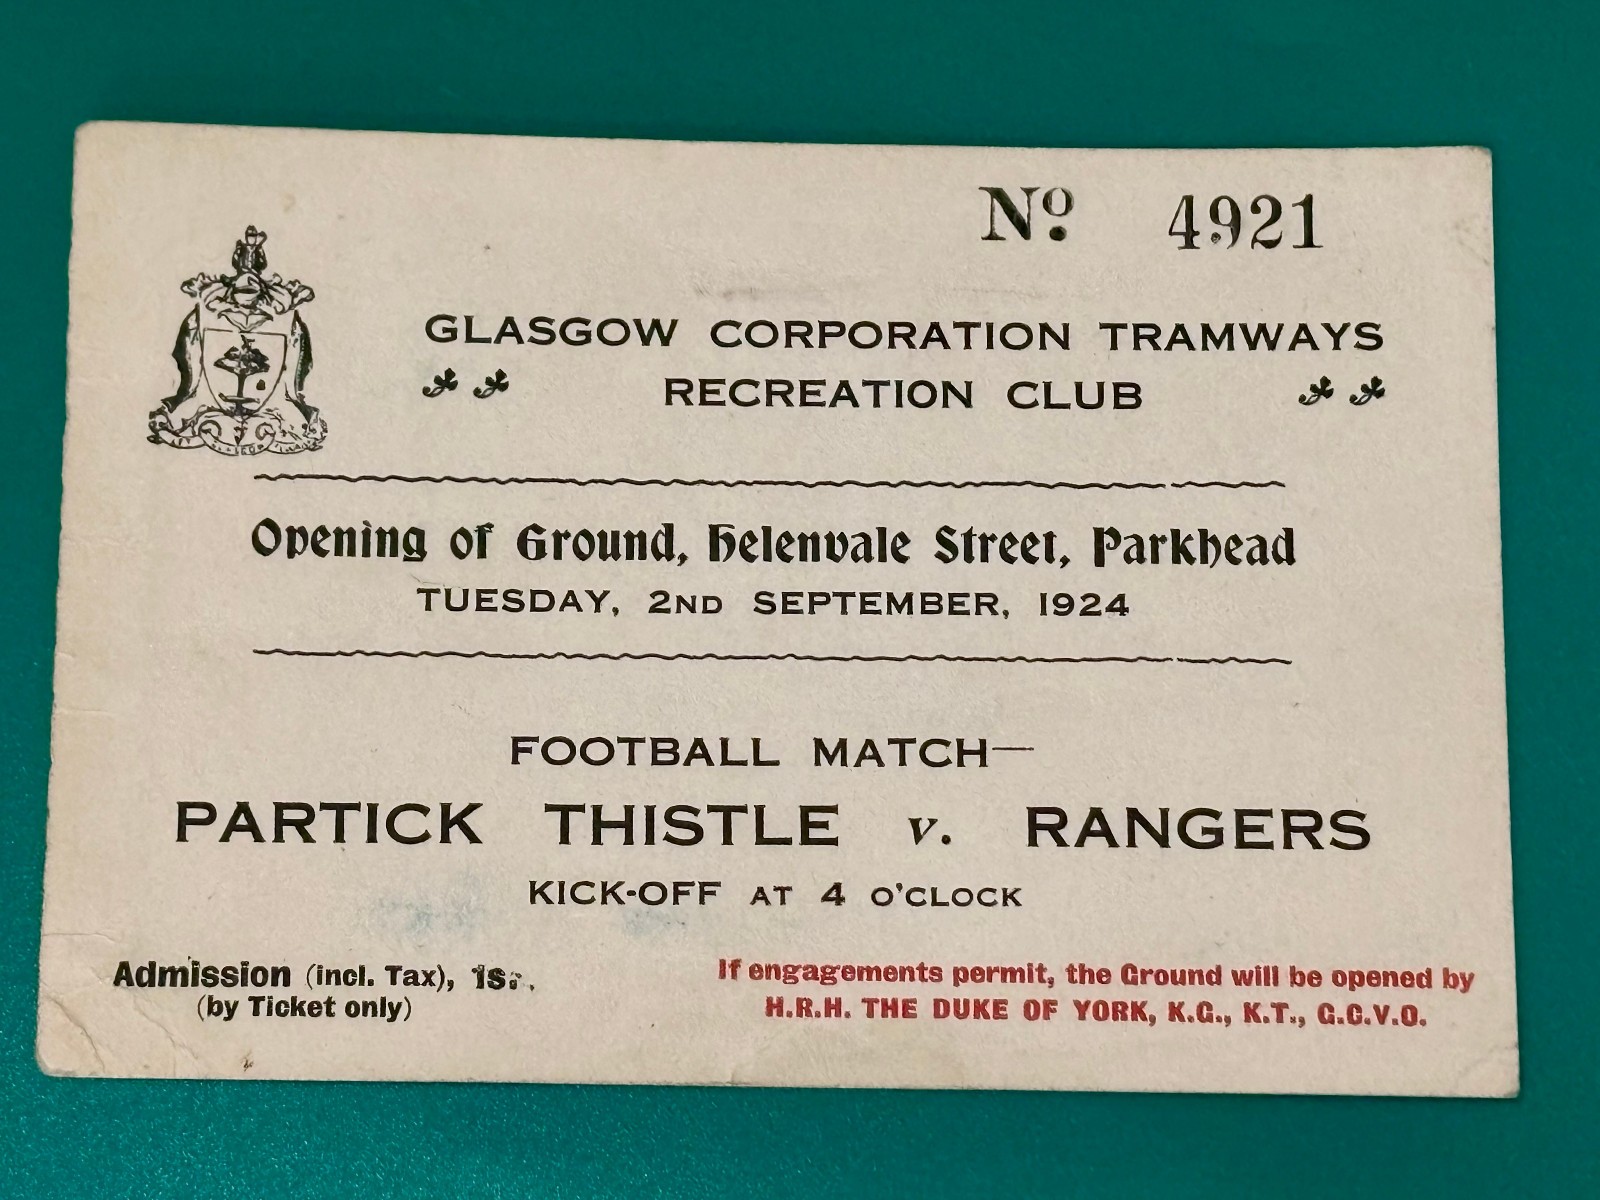 Nº 4921
GLASGOW CORPORATION TRAMWAYS
RECREATION CLUB
Opening of Ground, Helenvale Street, Parkhead
TUESDAY, 2ND SEPTEMBER, 1924
FOOTBALL MATCH—
PARTICK THISTLE v. RANGERS
KICK-OFF AT 4 O'CLOCK
Admission (incl. Tax), 1s.
(by Ticket only)
If engagements permit, the Ground will be opened by
H.R.H. THE DUKE OF YORK, K.G., K.T., G.C.V.O.